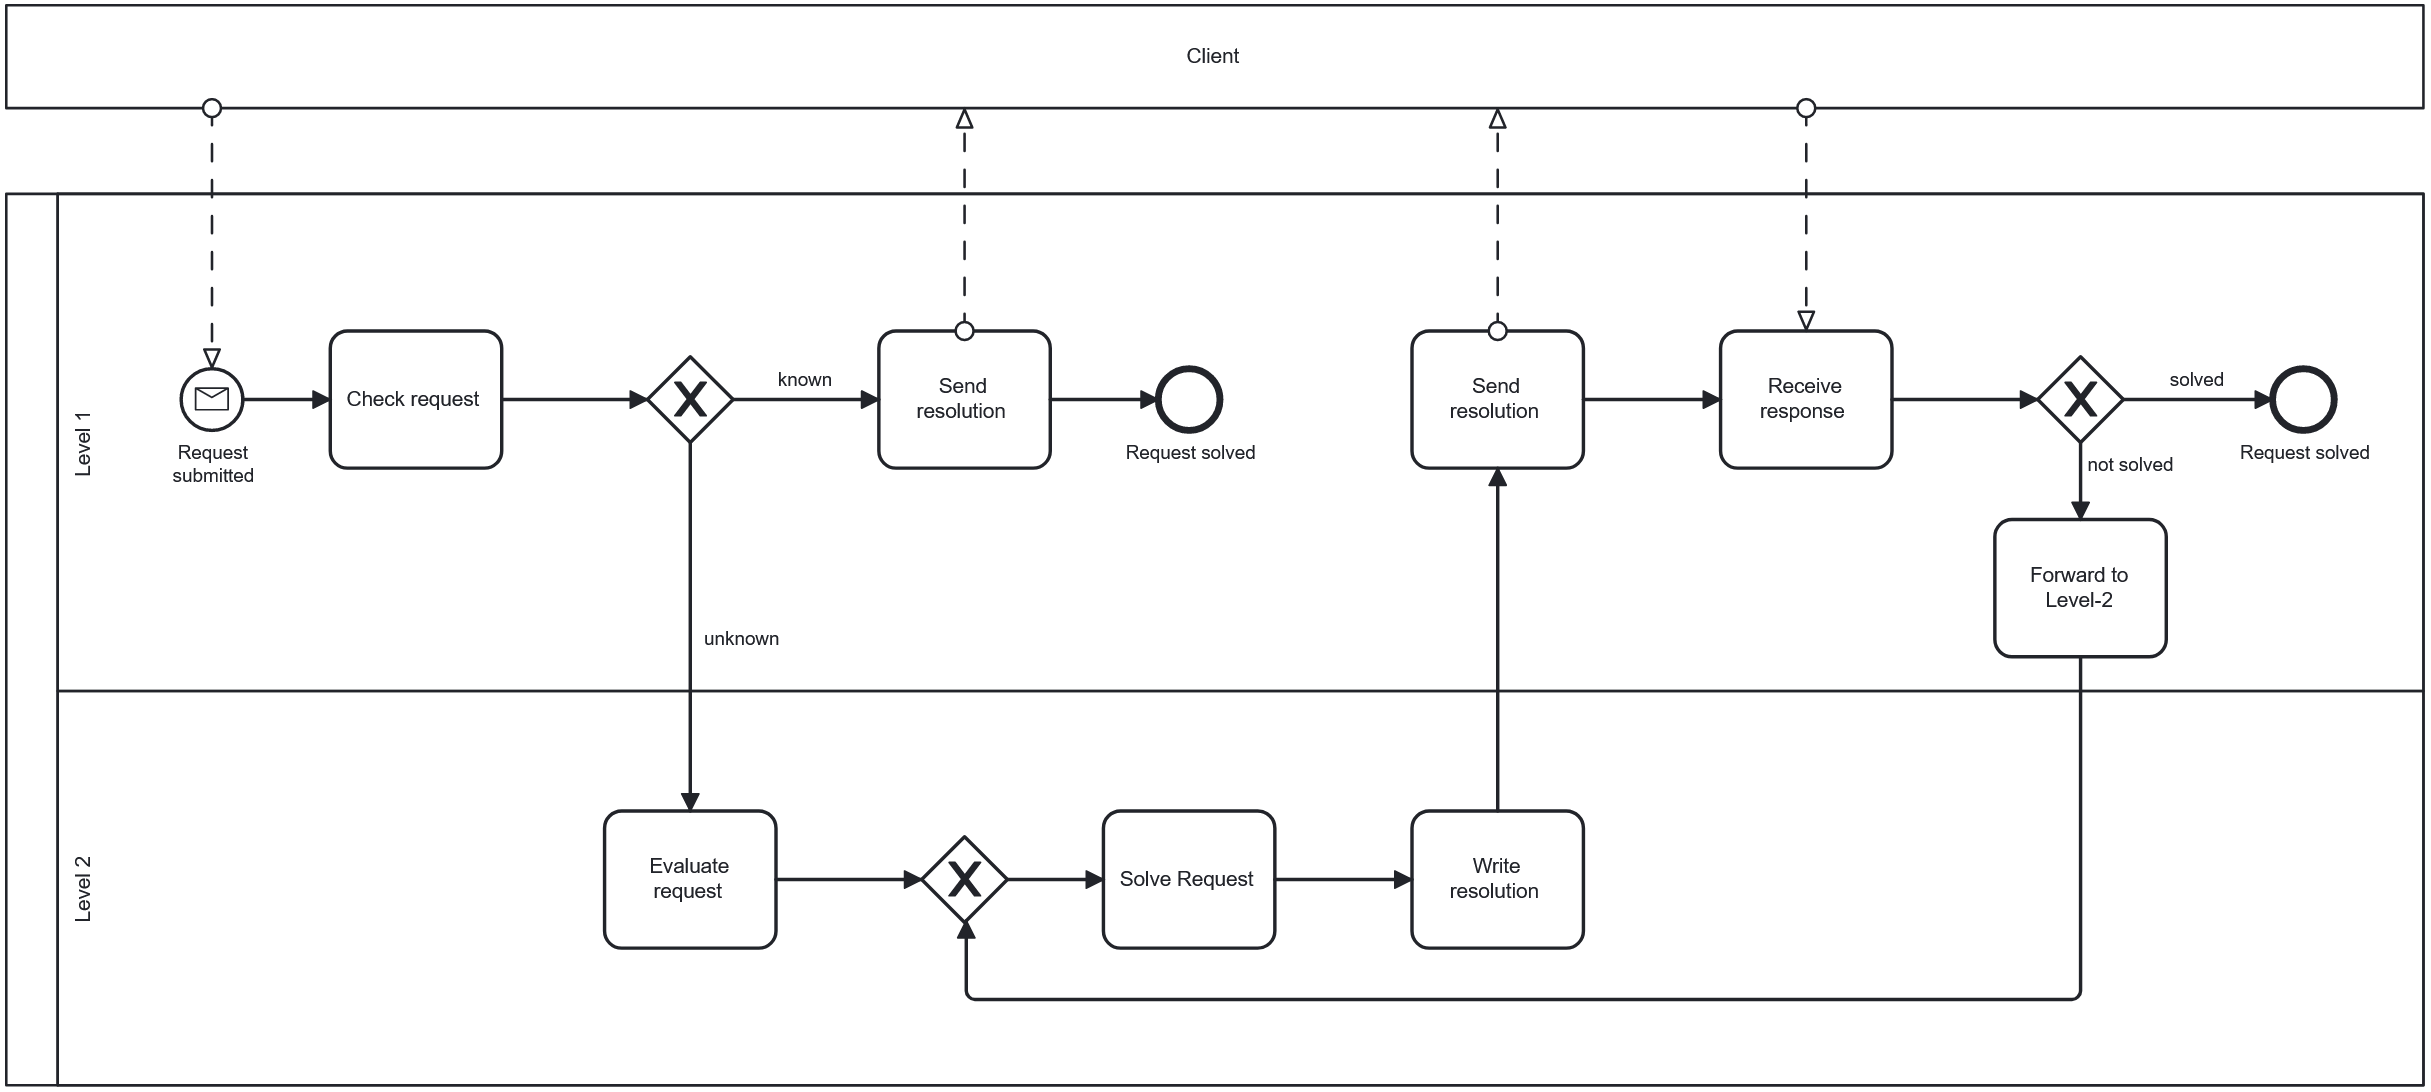 Client
Level 1
Request
submitted
Check request
known
unknown
Send
resolution
Request solved
Send
resolution
Receive
response
solved
not solved
Request solved
Forward to
Level-2
Level 2
Evaluate
request
Solve Request
Write
resolution